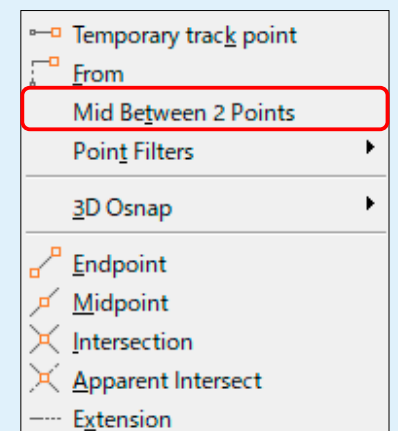 Temporary track point
From
Mid Between 2 Points
Point Filters
3D Osnap
Endpoint
Midpoint
Intersection
Apparent Intersect
Extension